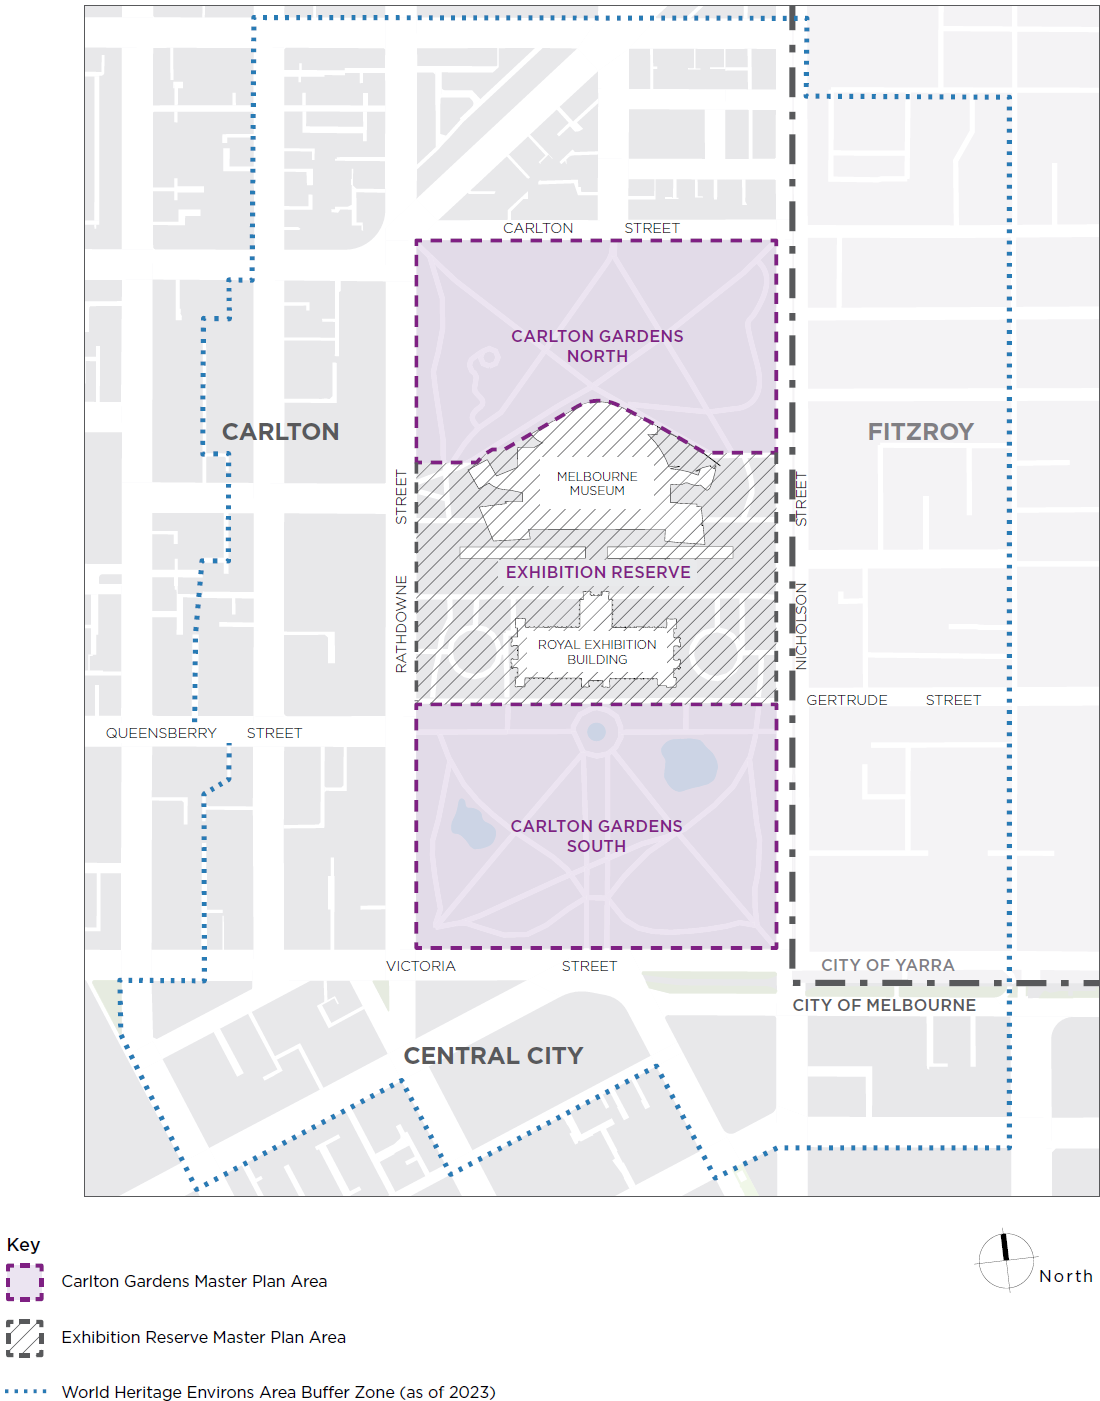 CARLTON STREET
CARLTON GARDENS
NORTH
CARLTON
FITZROY
MELBOURNE
MUSEUM
STREET
STREET
EXHIBITION RESERVE
RATHDOWNE
NICHOLSON
ROYAL EXHIBITION
BUILDING
GERTRUDE STREET
QUEENSBERRY STREET
CARLTON GARDENS
SOUTH
VICTORIA STREET
CITY OF YARRA
CITY OF MELBOURNE
CENTRAL CITY
Key
Carlton Gardens Master Plan Area
North
Exhibition Reserve Master Plan Area
World Heritage Environs Area Buffer Zone (as of 2023)